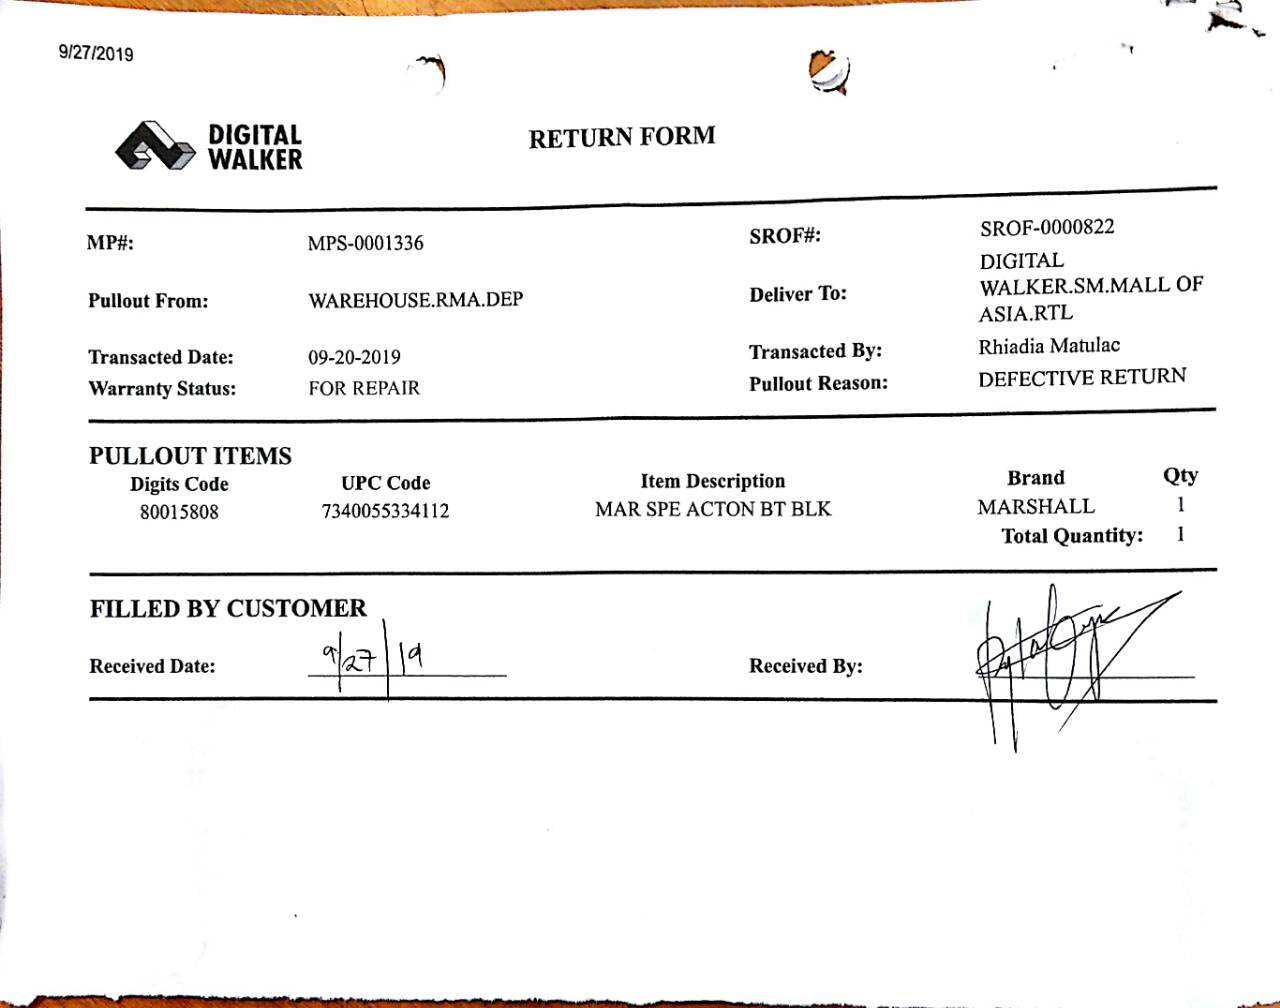 9/27/2019
DIGITAL
WALKER
RETURN FORM
MP#: MPS-0001336 SROF#: SROF-0000822
Pullout From: WAREHOUSE.RMA.DEP Deliver To: DIGITAL
WALKER.SM.MALL OF
ASIA.RTL
Transacted Date: 09-20-2019 Transacted By: Rhiadia Matulac
Warranty Status: FOR REPAIR Pullout Reason: DEFECTIVE RETURN
PULLOUT ITEMS
Digits Code UPC Code Item Description Brand Qty
80015808 7340055334112 MAR SPE ACTON BT BLK MARSHALL 1
Total Quantity: 1
FILLED BY CUSTOMER
Received Date: 9/27/19 Received By: